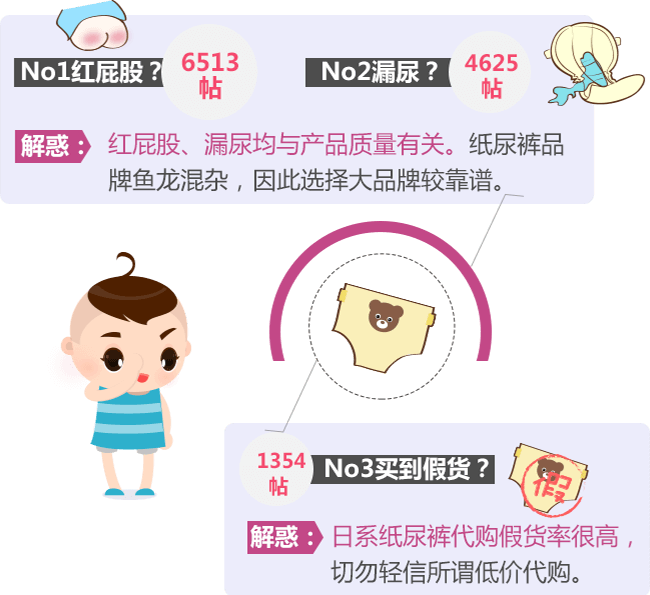 No1红屁股？
6513
帖
No2漏尿？
4625
帖
解惑：
红屁股、漏尿均与产品质量有关。纸尿裤品
牌鱼龙混杂，因此选择大品牌较靠谱。
1354
帖
No3买到假货？
假
解惑：
日系纸尿裤代购假货率很高，
切勿轻信所谓低价代购。